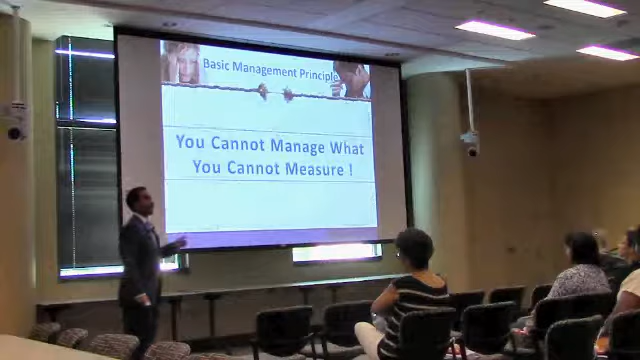 Basic Management Principle
You Cannot Manage What
You Cannot Measure !